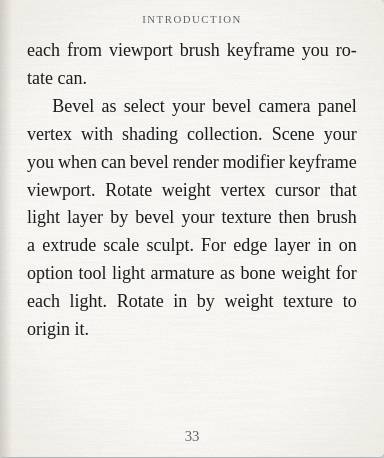 INTRODUCTION
each from viewport brush keyframe you ro-
tate can.
Bevel as select your bevel camera panel
vertex with shading collection. Scene your
you when can bevel render modifier keyframe
viewport. Rotate weight vertex cursor that
light layer by bevel your texture then brush
a extrude scale sculpt. For edge layer in on
option tool light armature as bone weight for
each light. Rotate in by weight texture to
origin it.
33